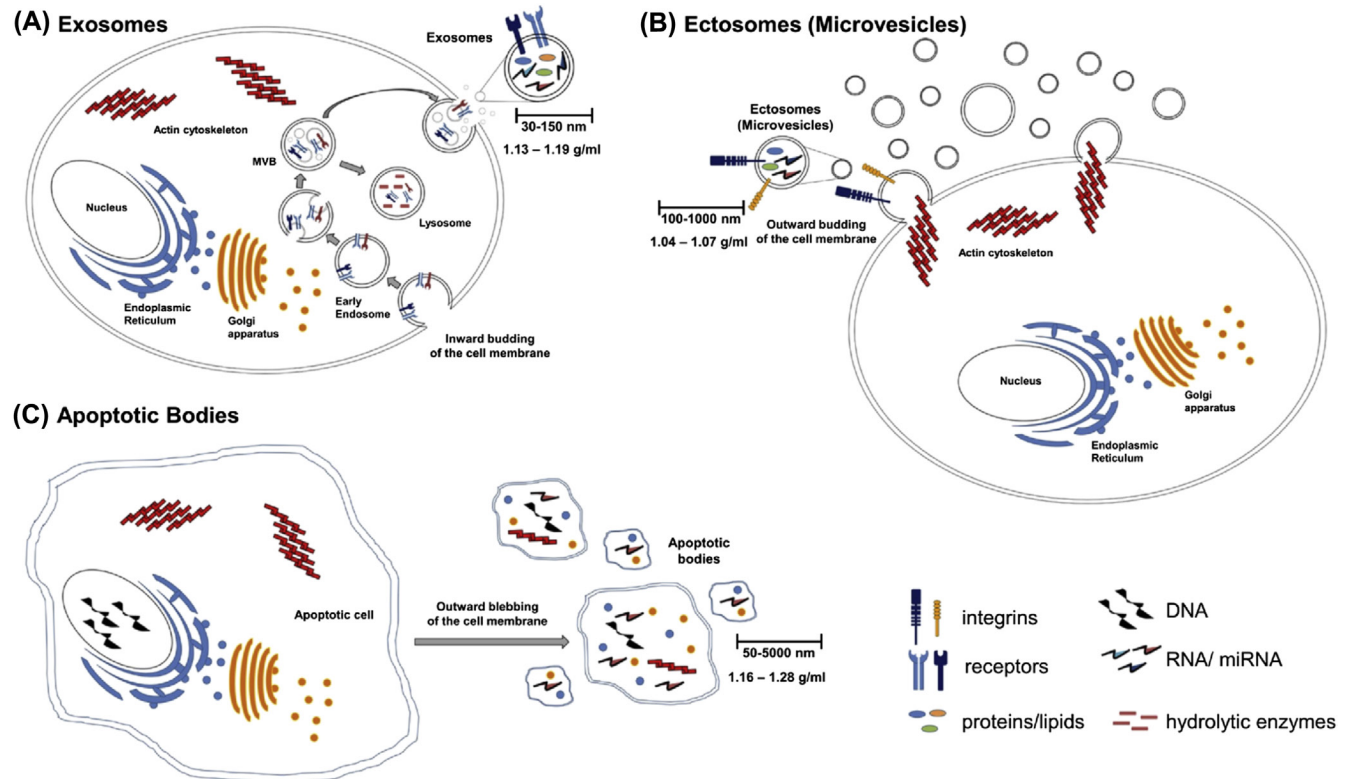 (A) Exosomes
Exosomes
30-150 nm
1.13 – 1.19 g/ml
Actin cytoskeleton
MVB
Nucleus
Lysosome
Endoplasmic
Reticulum
Golgi
apparatus
Early
Endosome
Inward budding
of the cell membrane
(B) Ectosomes (Microvesicles)
Ectosomes
(Microvesicles)
100-1000 nm
1.04 – 1.07 g/ml
Outward budding
of the cell membrane
Actin cytoskeleton
Nucleus
Golgi
apparatus
Endoplasmic
Reticulum
(C) Apoptotic Bodies
Apoptotic cell
Outward blebbing
of the cell membrane
Apoptotic
bodies
50-5000 nm
1.16 – 1.28 g/ml
integrins
DNA
receptors
RNA/ miRNA
proteins/lipids
hydrolytic enzymes